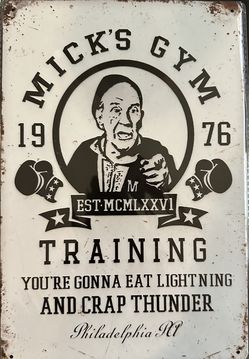 MICK'S GYM
19 76
M
EST·MCMLXXVI
TRAINING
YOU'RE GONNA EAT LIGHTNING
AND CRAP THUNDER
Philadelphia PA